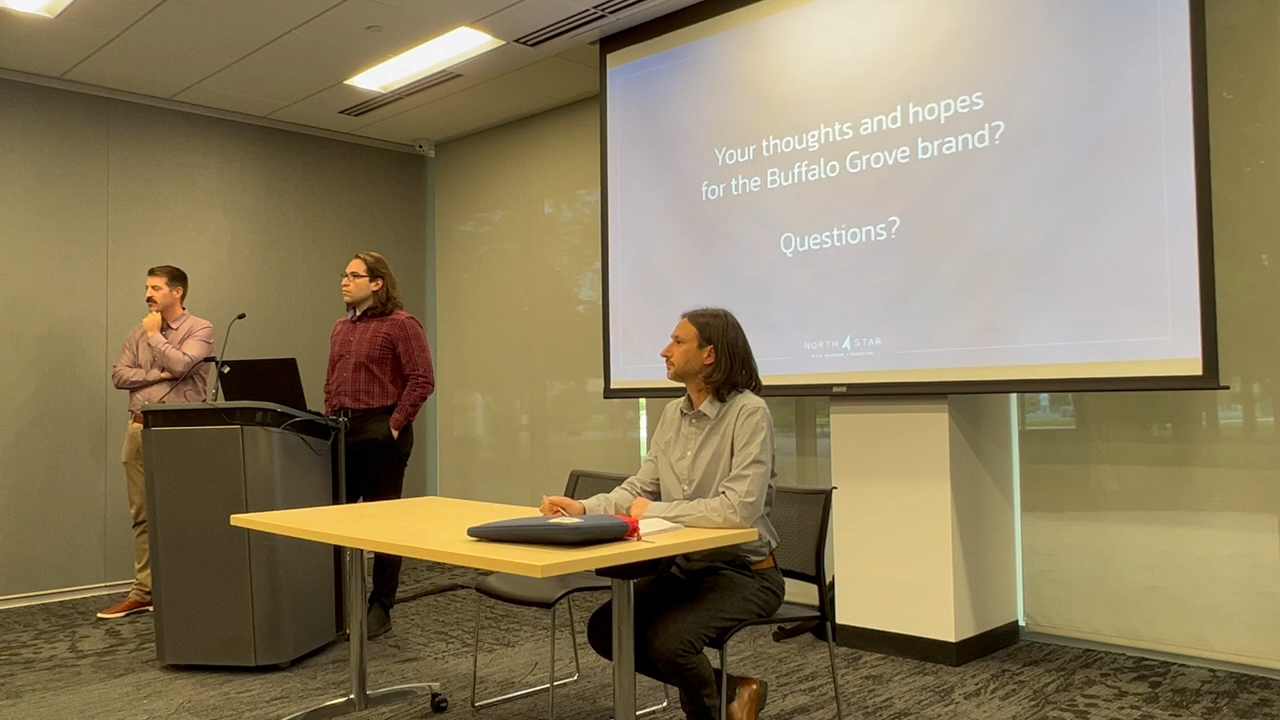 Your thoughts and hopes
for the Buffalo Grove brand?
Questions?
NORTH STAR